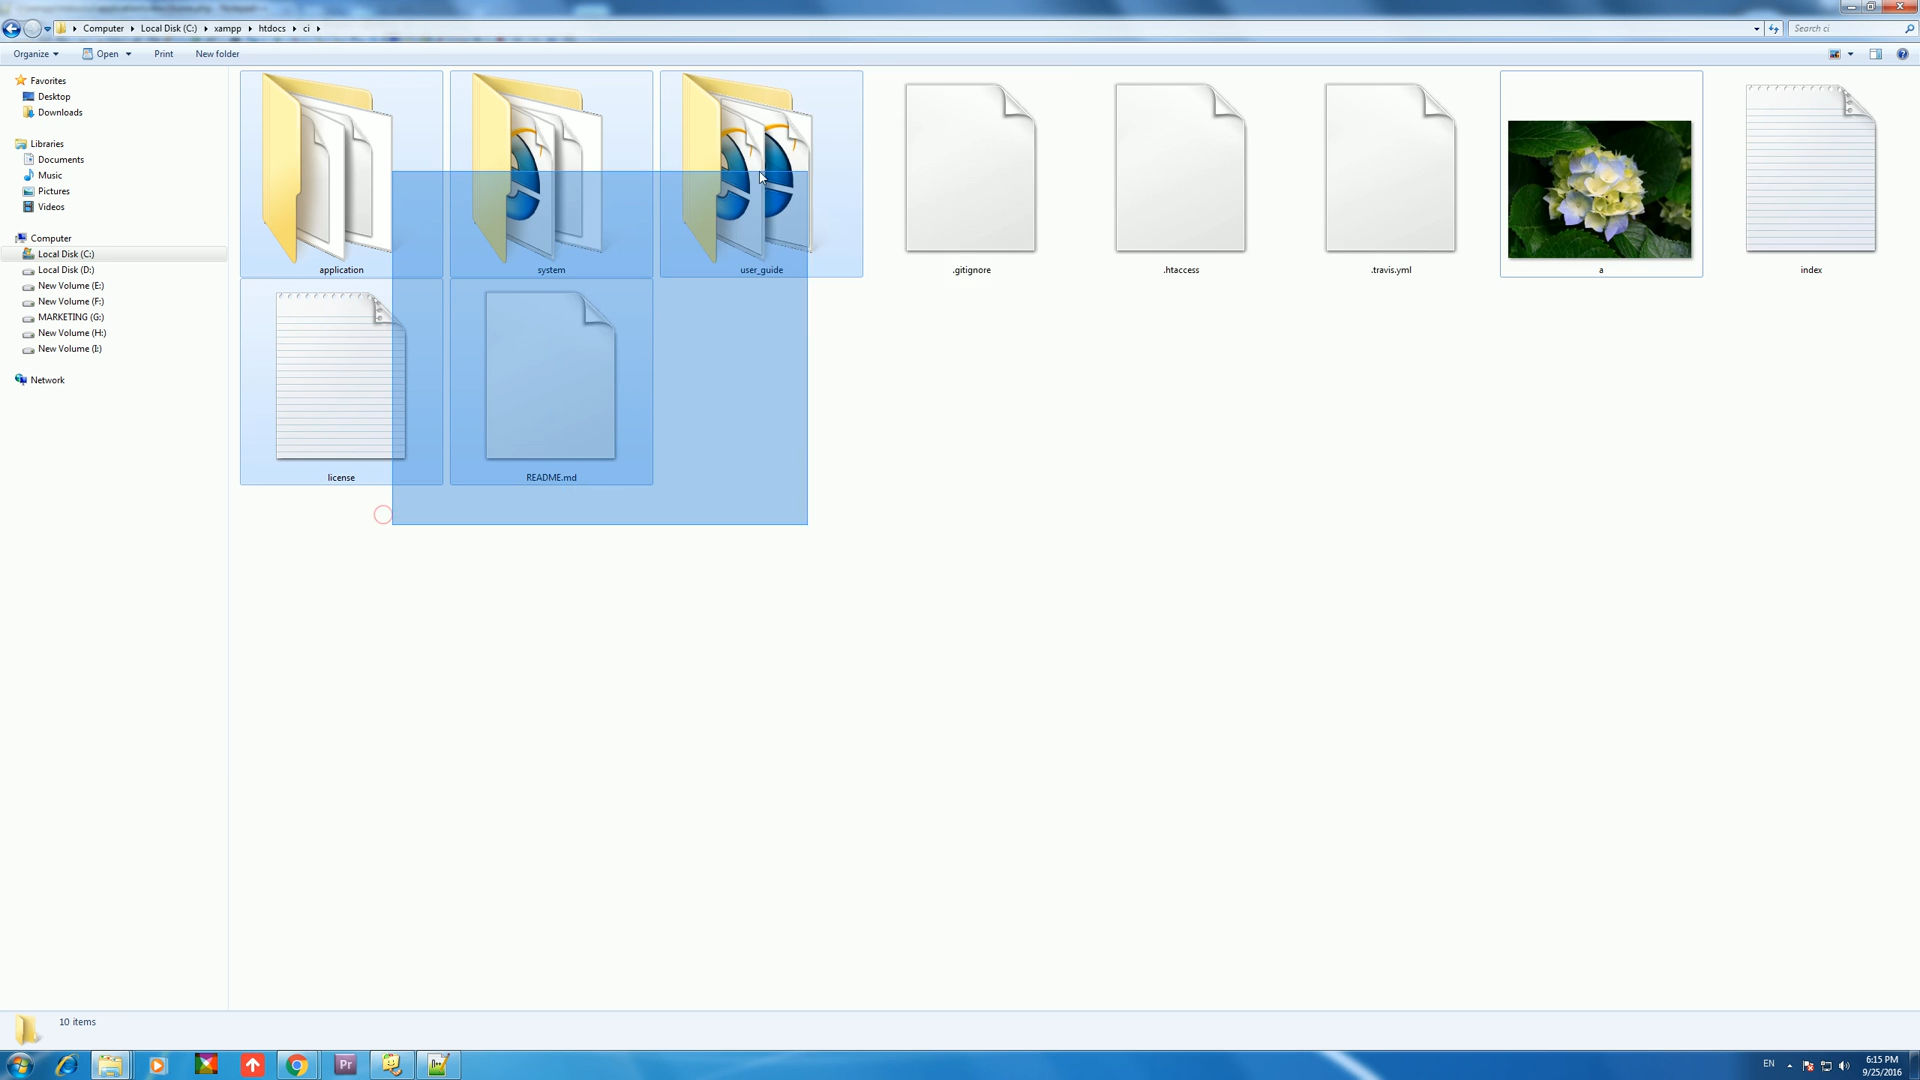 Computer Local Disk (C:) xampp htdocs ci
Search ci
Organize Open Print New folder
Favorites
Desktop
Downloads
Libraries
Documents
Music
Pictures
Videos
Computer
Local Disk (C:)
Local Disk (D:)
New Volume (E:)
New Volume (F:)
MARKETING (G:)
New Volume (H:)
New Volume (I:)
Network
application system user_guide .gitignore .htaccess .travis.yml a index
license README.md
10 items
Pr
EN
6:15 PM
9/25/2016